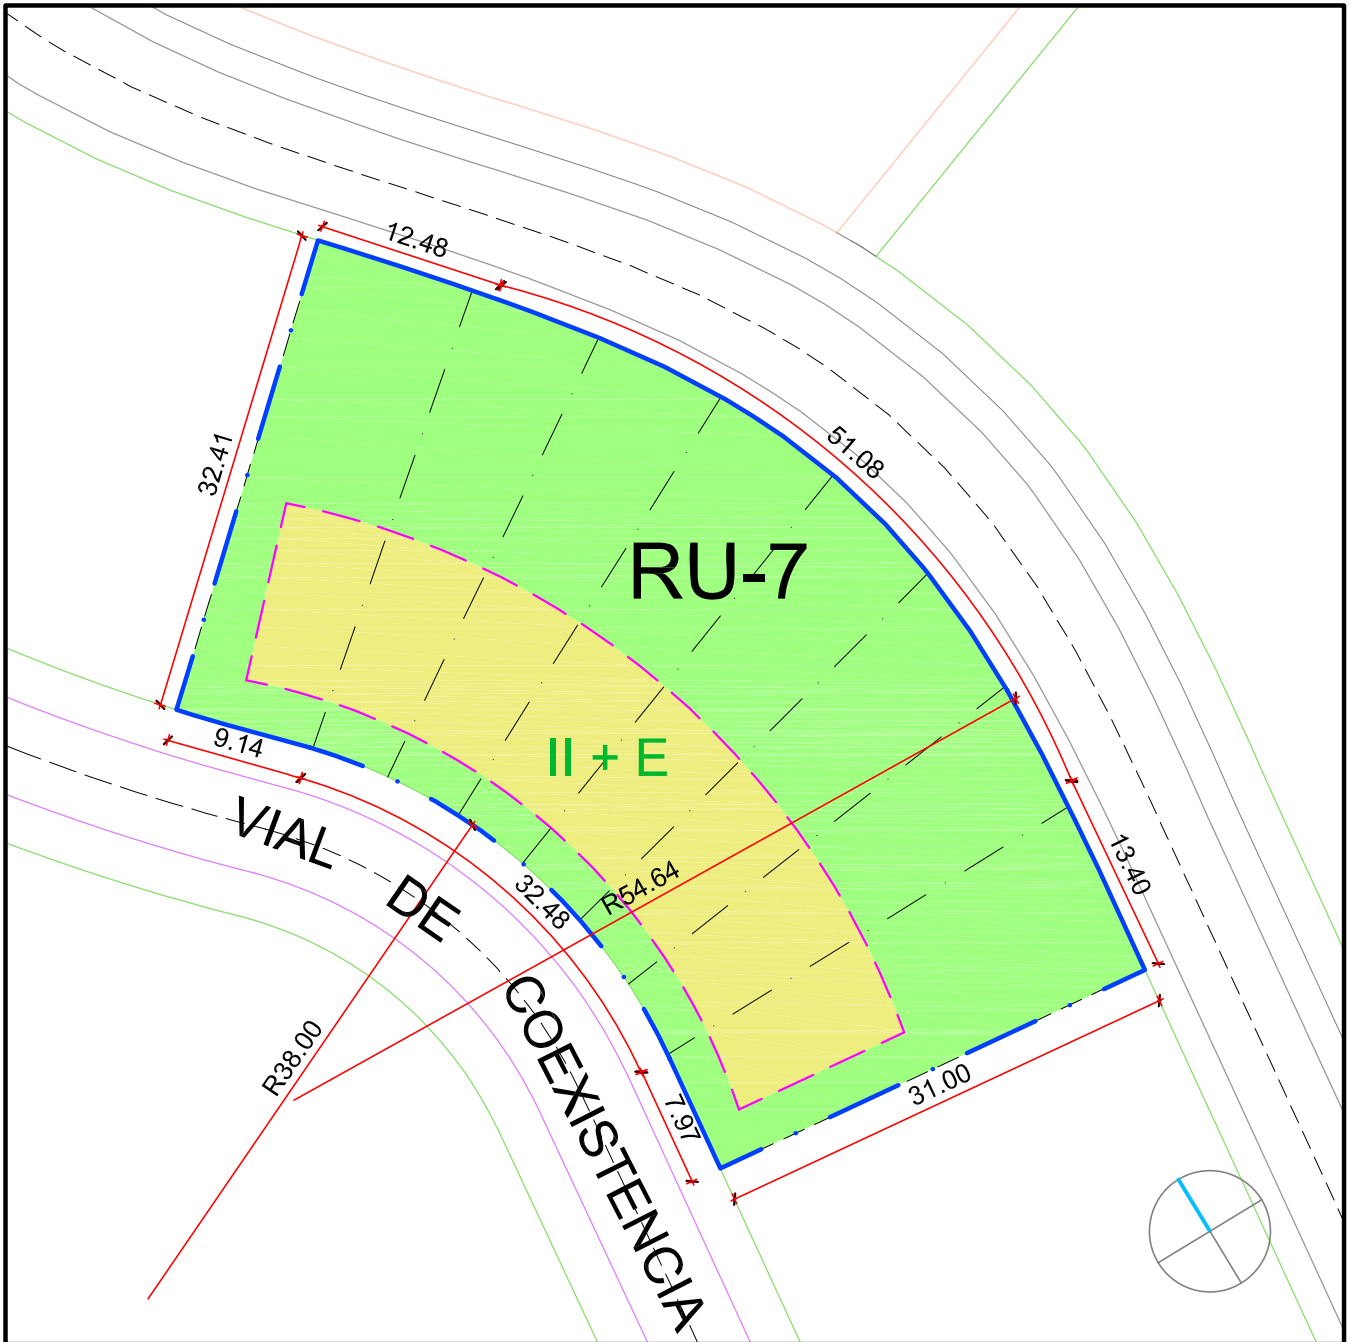 12.48
51.08
32.41
RU-7
II + E
9.14
VIAL DE COEXISTENCIA
32.48
R54.64
13.40
R38.00
7.97
31.00